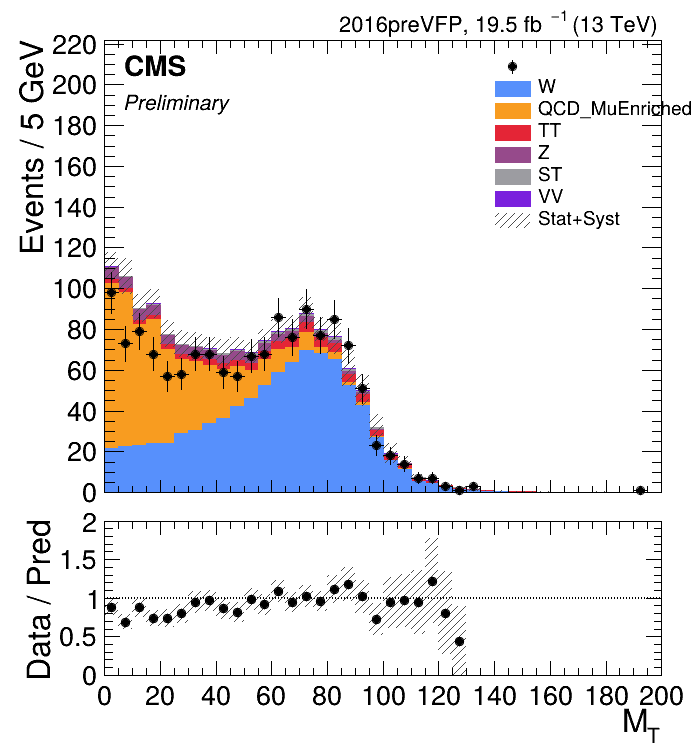 2016preVFP, 19.5 fb⁻¹ (13 TeV)
Events / 5 GeV
220
200
180
160
140
120
100
80
60
40
20
0
CMS
Preliminary
W
QCD_MuEnriched
TT
Z
ST
VV
Stat+Syst
Data / Pred
2
1.5
1
0.5
0
0 20 40 60 80 100 120 140 160 180 200
M_T